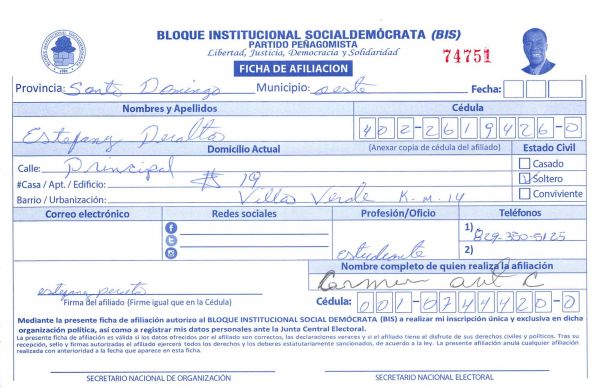 BLOQUE INSTITUCIONAL SOCIALDEMÓCRATA (BIS)
PARTIDO PEÑAGOMISTA
Libertad, Justicia, Democracia y Solidaridad
74751
FICHA DE AFILIACION
Provincia: Santo Domingo Municipio: oeste Fecha:
Nombres y Apellidos Cédula
Estefany Peralta 402-2619426-0
Domicilio Actual (Anexar copia de cédula del afiliado) Estado Civil
Calle: Principal Casado
#Casa / Apt. / Edificio: # 19 Soltero
Barrio / Urbanización: Villa Verde K-m-14 Conviviente
Correo electrónico Redes sociales Profesión/Oficio Teléfonos
1) 829-350-5125
estudiante 2)
Nombre completo de quien realiza la afiliación
Carmen
Firma del afiliado (Firme igual que en la Cédula) Cédula: 001-0744420-0
Mediante la presente ficha de afiliación autorizo al BLOQUE INSTITUCIONAL SOCIAL DEMÓCRATA (BIS) a realizar mi inscripción única y exclusiva en dicha
organización política, así como a registrar mis datos personales ante la Junta Central Electoral.
La presente ficha de afiliación es válida si los datos ofrecidos por el afiliado son correctas, las declaraciones veraces y si el afiliado tiene el disfrute de sus derechos civiles y políticos. Tras su
recepción, sello y firmas autorizadas el afiliado ejercerá todos los derechos y los deberes estatutariamente sancionados, de acuerdo a la ley. La presente afiliación anula cualquier afiliación
realizada con anterioridad a la fecha que aparece en esta ficha.
SECRETARIO NACIONAL DE ORGANIZACIÓN SECRETARIO NACIONAL ELECTORAL